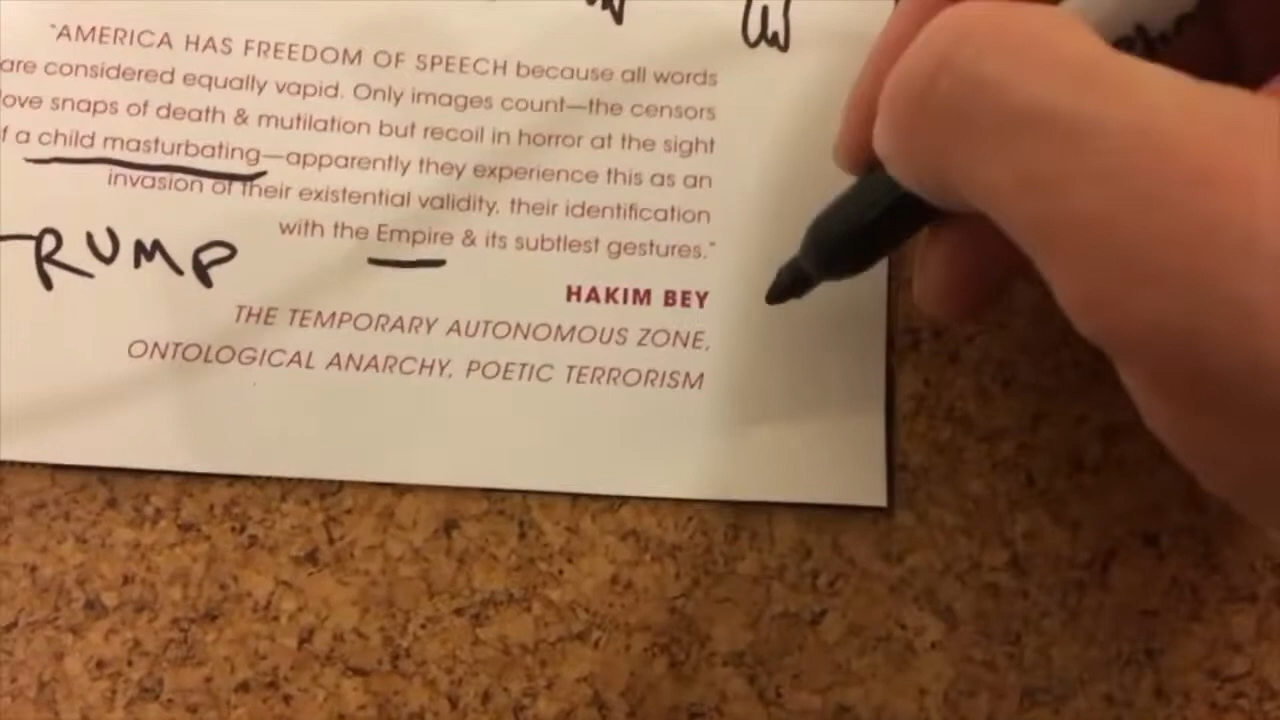 "AMERICA HAS FREEDOM OF SPEECH because all words
are considered equally vapid. Only images count—the censors
ove snaps of death & mutilation but recoil in horror at the sight
f a child masturbating—apparently they experience this as an
invasion of their existential validity, their identification
with the Empire & its subtlest gestures."
TRUMP
HAKIM BEY
THE TEMPORARY AUTONOMOUS ZONE,
ONTOLOGICAL ANARCHY, POETIC TERRORISM